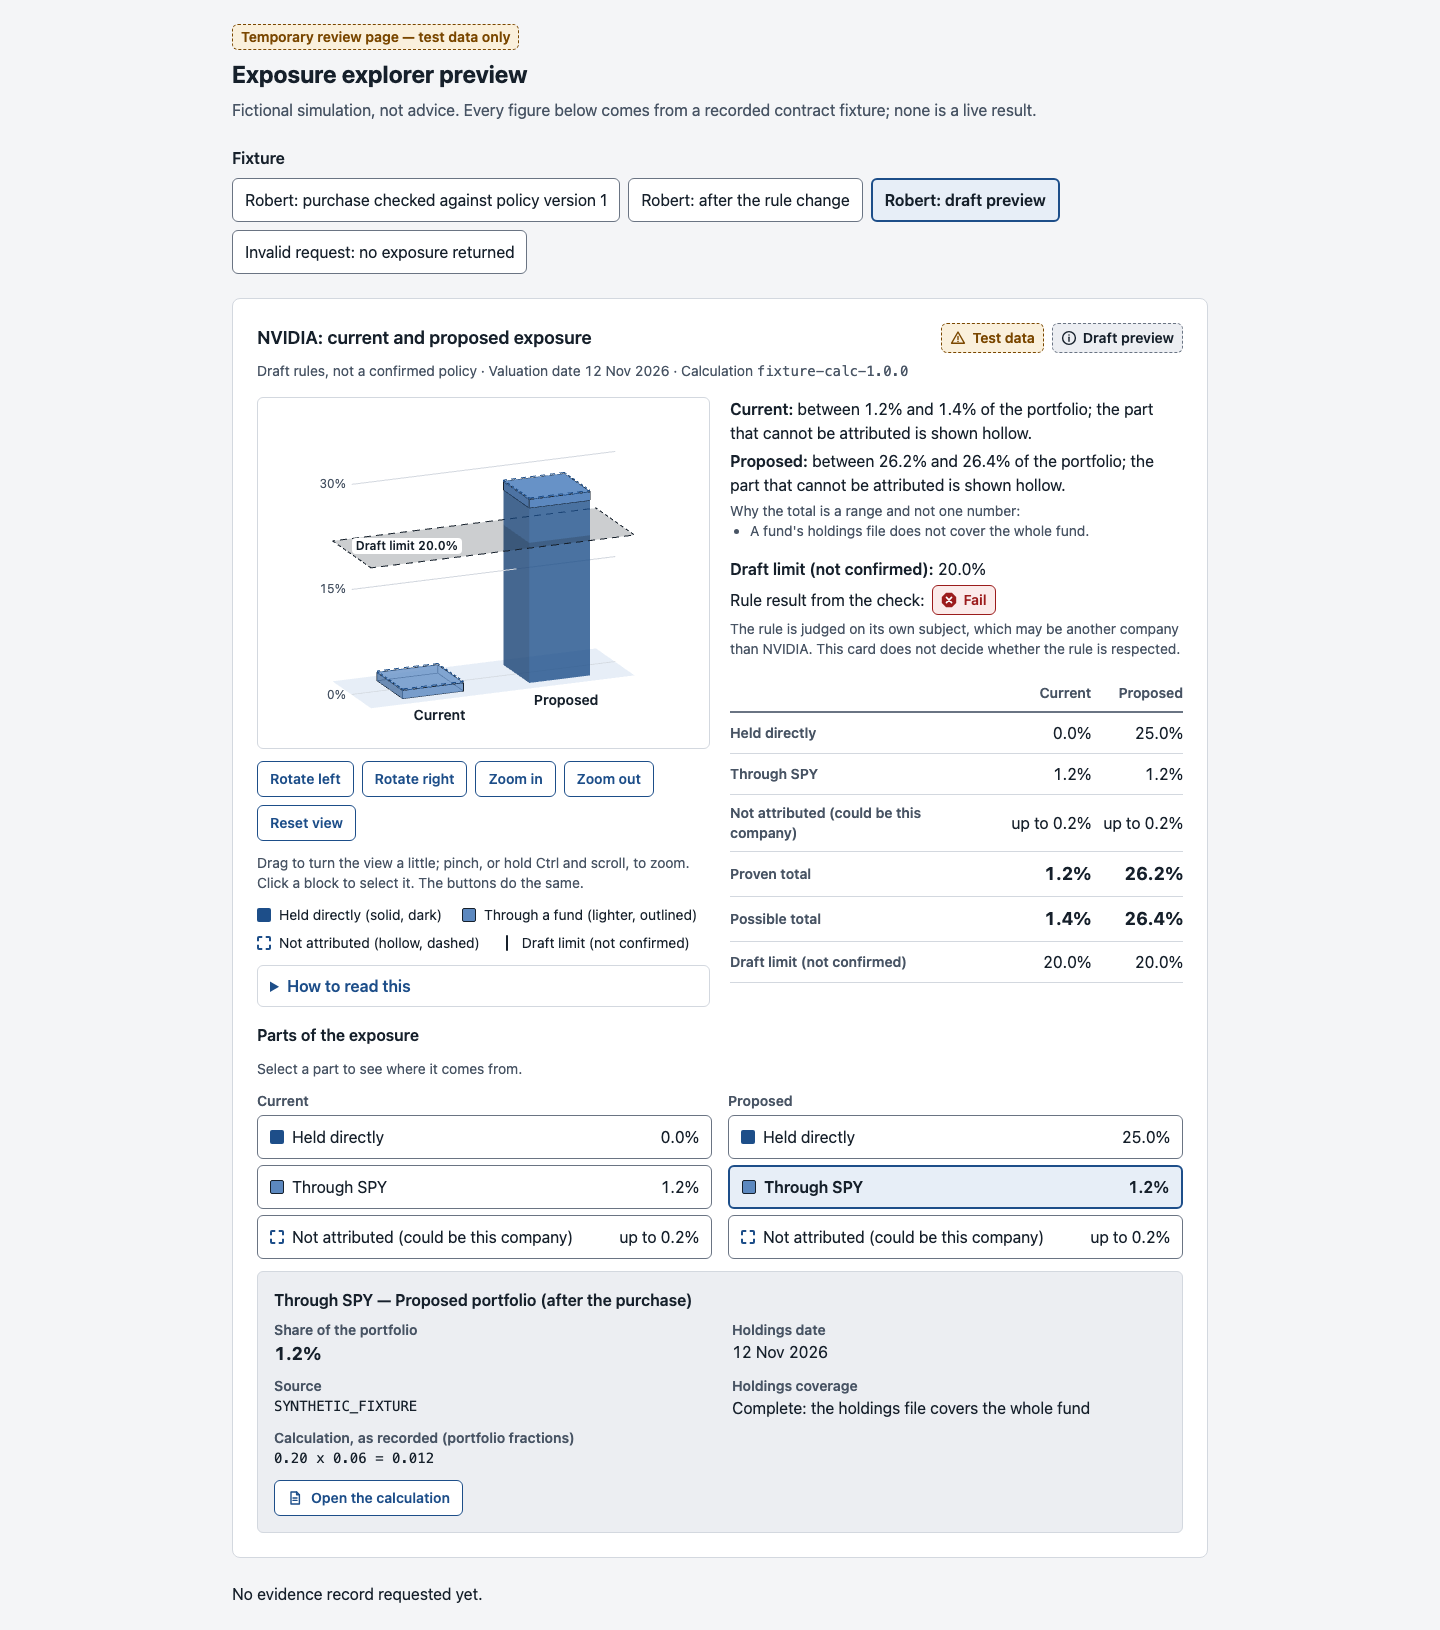 Temporary review page — test data only
Exposure explorer preview
Fictional simulation, not advice. Every figure below comes from a recorded contract fixture; none is a live result.
Fixture
Robert: purchase checked against policy version 1
Robert: after the rule change
Robert: draft preview
Invalid request: no exposure returned
NVIDIA: current and proposed exposure
Test data
Draft preview
Draft rules, not a confirmed policy · Valuation date 12 Nov 2026 · Calculation fixture-calc-1.0.0
30%
Draft limit 20.0%
15%
0%
Proposed
Current
Rotate left
Rotate right
Zoom in
Zoom out
Reset view
Drag to turn the view a little; pinch, or hold Ctrl and scroll, to zoom.
Click a block to select it. The buttons do the same.
Held directly (solid, dark)
Through a fund (lighter, outlined)
Not attributed (hollow, dashed)
Draft limit (not confirmed)
How to read this
Current: between 1.2% and 1.4% of the portfolio; the part
that cannot be attributed is shown hollow.
Proposed: between 26.2% and 26.4% of the portfolio; the
part that cannot be attributed is shown hollow.
Why the total is a range and not one number:
• A fund's holdings file does not cover the whole fund.
Draft limit (not confirmed): 20.0%
Rule result from the check: Fail
The rule is judged on its own subject, which may be another company
than NVIDIA. This card does not decide whether the rule is respected.
Current Proposed
Held directly 0.0% 25.0%
Through SPY 1.2% 1.2%
Not attributed (could be this
company) up to 0.2% up to 0.2%
Proven total 1.2% 26.2%
Possible total 1.4% 26.4%
Draft limit (not confirmed) 20.0% 20.0%
Parts of the exposure
Select a part to see where it comes from.
Current
Held directly 0.0%
Through SPY 1.2%
Not attributed (could be this company) up to 0.2%
Proposed
Held directly 25.0%
Through SPY 1.2%
Not attributed (could be this company) up to 0.2%
Through SPY — Proposed portfolio (after the purchase)
Share of the portfolio
1.2%
Holdings date
12 Nov 2026
Source
SYNTHETIC_FIXTURE
Holdings coverage
Complete: the holdings file covers the whole fund
Calculation, as recorded (portfolio fractions)
0.20 x 0.06 = 0.012
Open the calculation
No evidence record requested yet.